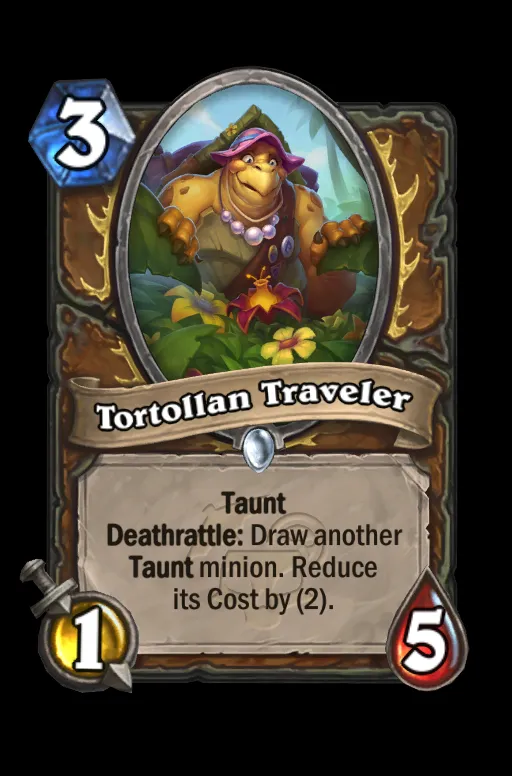 3
Tortollan Traveler
Taunt
Deathrattle: Draw another
Taunt minion. Reduce
its Cost by (2).
1
5